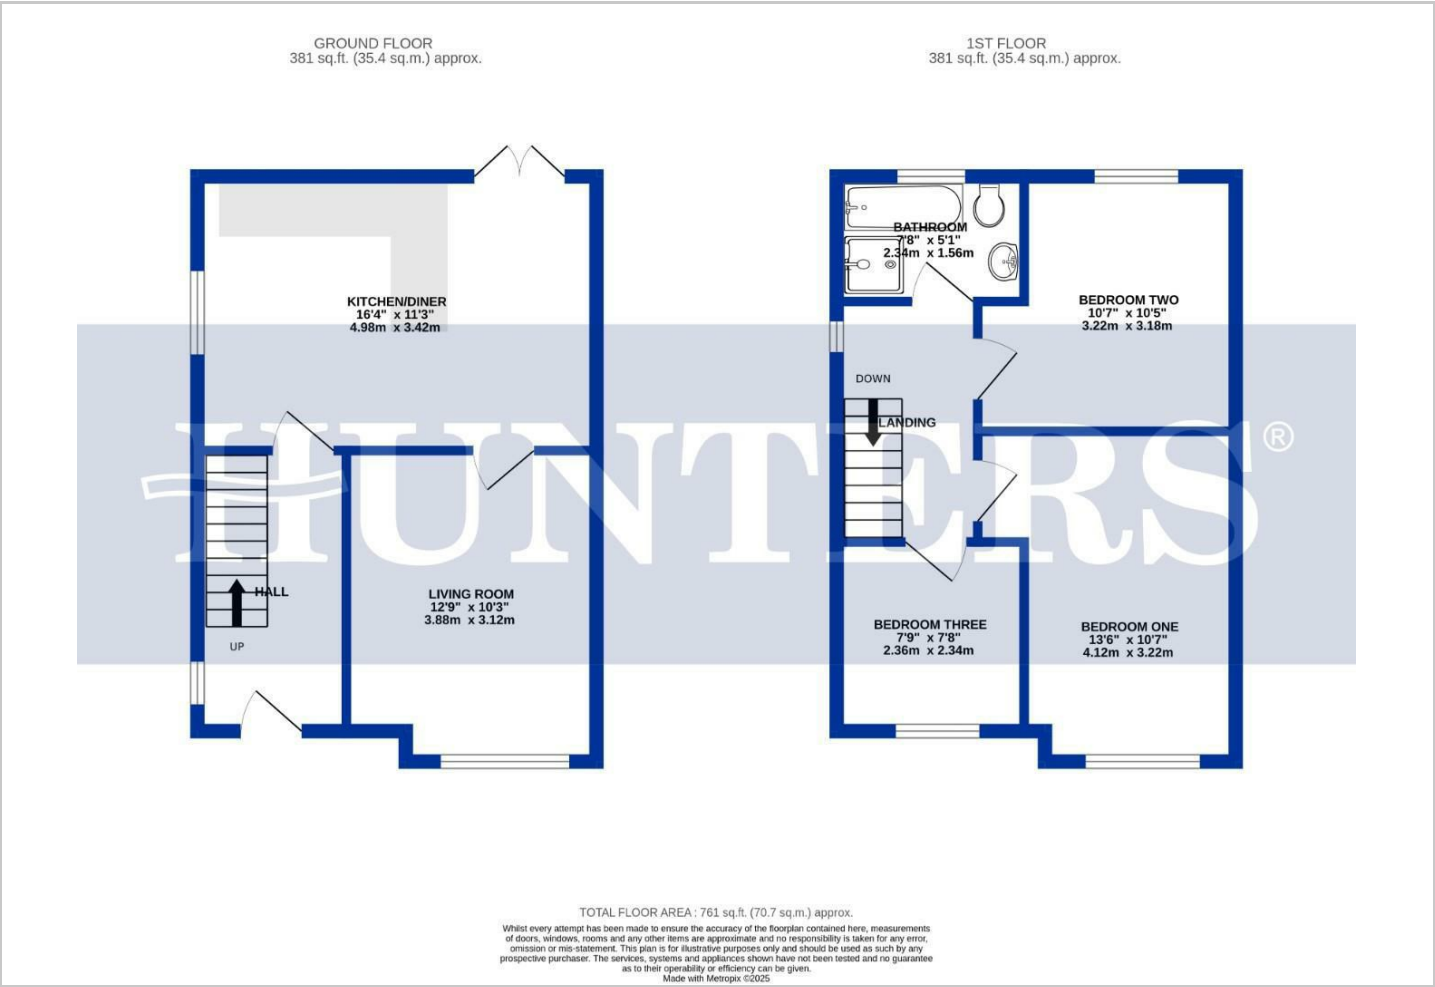 GROUND FLOOR
381 sq.ft. (35.4 sq.m.) approx.
1ST FLOOR
381 sq.ft. (35.4 sq.m.) approx.
KITCHEN/DINER
16'4" x 11'3"
4.98m x 3.42m
HALL
UP
LIVING ROOM
12'9" x 10'3"
3.88m x 3.12m
BATHROOM
7'8" x 5'1"
2.34m x 1.56m
BEDROOM TWO
10'7" x 10'5"
3.22m x 3.18m
DOWN
LANDING
BEDROOM THREE
7'9" x 7'8"
2.36m x 2.34m
BEDROOM ONE
13'6" x 10'7"
4.12m x 3.22m
HUNTERS®
TOTAL FLOOR AREA : 761 sq.ft. (70.7 sq.m.) approx.
Whilst every attempt has been made to ensure the accuracy of the floorplan contained here, measurements
of doors, windows, rooms and any other items are approximate and no responsibility is taken for any error,
omission or mis-statement. This plan is for illustrative purposes only and should be used as such by any
prospective purchaser. The services, systems and appliances shown have not been tested and no guarantee
as to their operability or efficiency can be given.
Made with Metropix ©2025